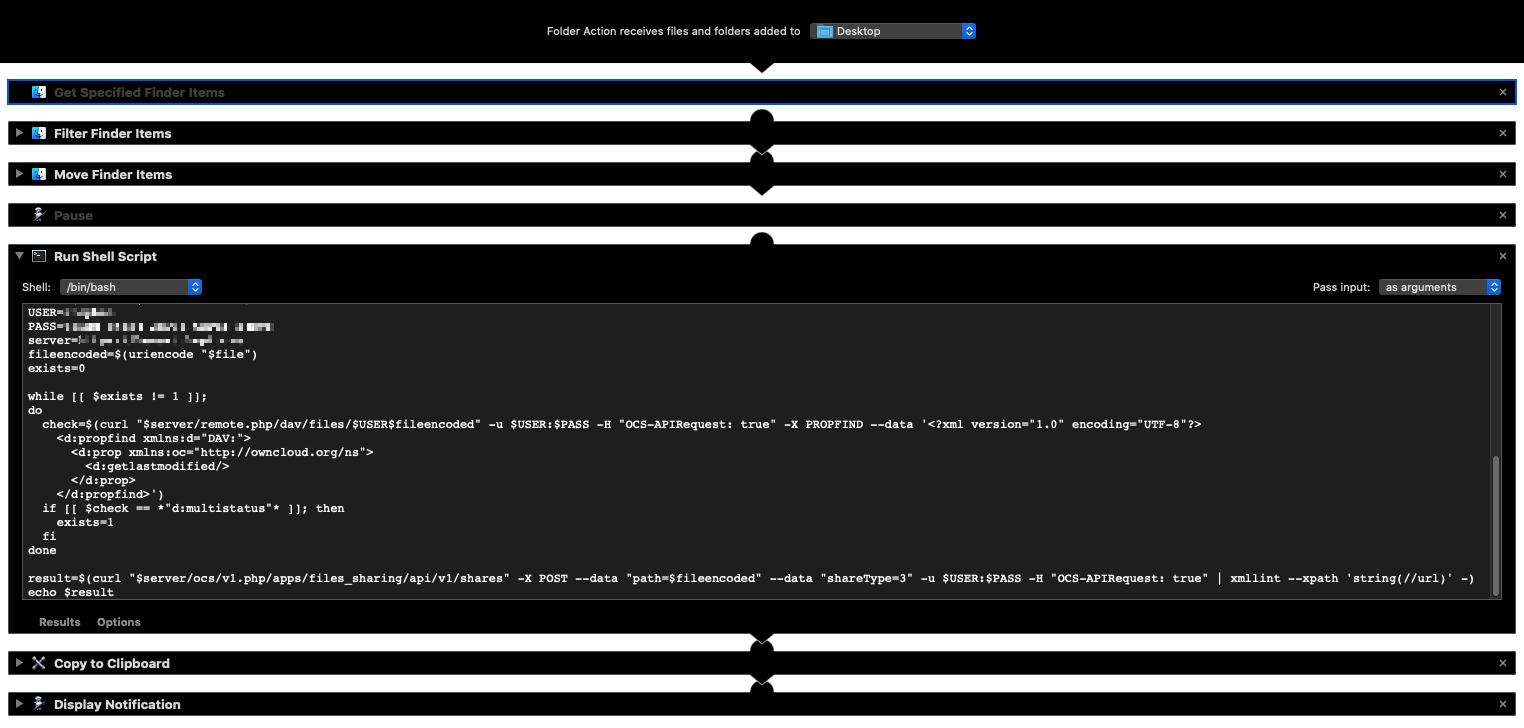 Folder Action receives files and folders added to Desktop
Get Specified Finder Items
Filter Finder Items
Move Finder Items
Pause
Run Shell Script
Shell: /bin/bash Pass input: as arguments
USER=
PASS=
server=
fileencoded=$(uriencode "$file")
exists=0
while [[ $exists != 1 ]];
do
check=$(curl "$server/remote.php/dav/files/$USER$fileencoded" -u $USER:$PASS -H "OCS-APIRequest: true" -X PROPFIND --data '<?xml version="1.0" encoding="UTF-8"?>
<d:propfind xmlns:d="DAV:">
<d:prop xmlns:oc="http://owncloud.org/ns">
<d:getlastmodified/>
</d:prop>
</d:propfind>')
if [[ $check == *"d:multistatus"* ]]; then
exists=1
fi
done
result=$(curl "$server/ocs/v1.php/apps/files_sharing/api/v1/shares" -X POST --data "path=$fileencoded" --data "shareType=3" -u $USER:$PASS -H "OCS-APIRequest: true" | xmllint --xpath 'string(//url)' -)
echo $result
Results Options
Copy to Clipboard
Display Notification